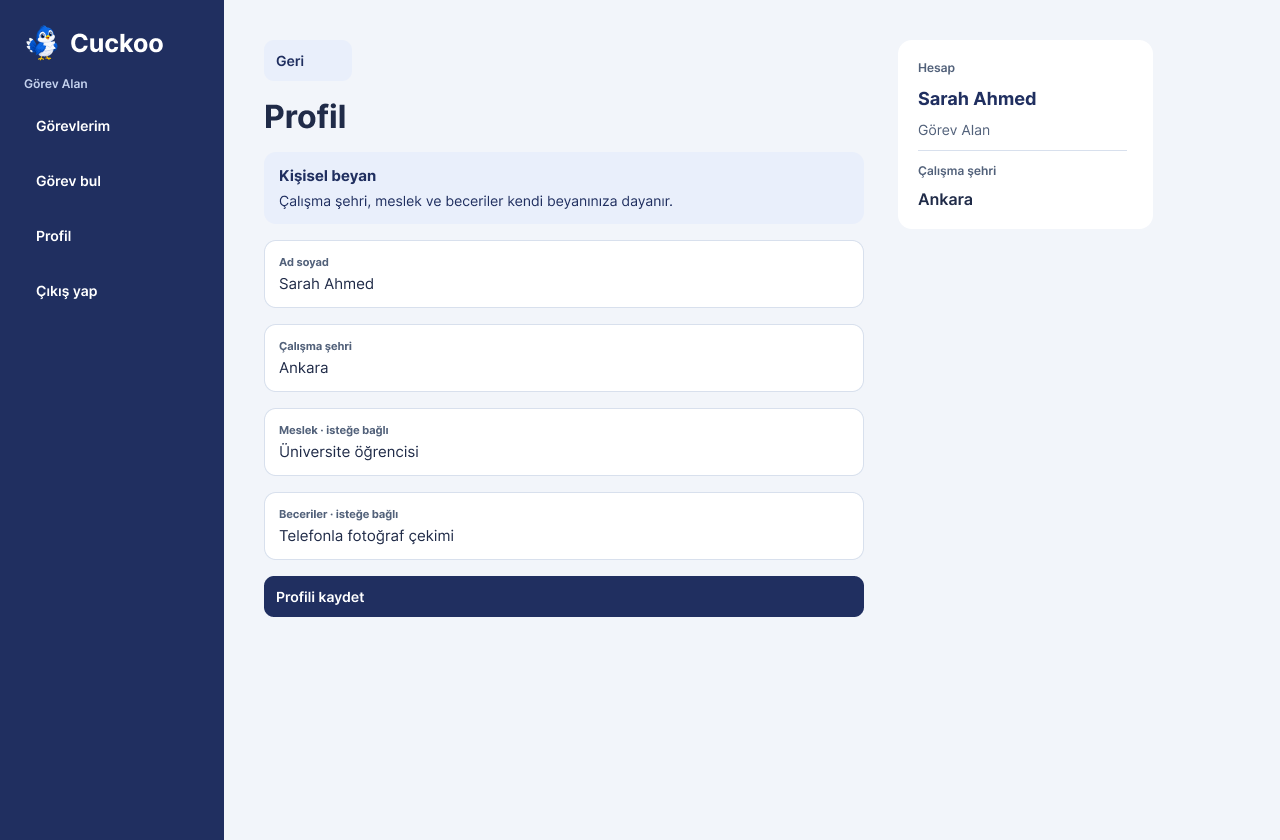 Cuckoo
Görev Alan
Görevlerim
Görev bul
Profil
Çıkış yap
Geri
Profil
Kişisel beyan
Çalışma şehri, meslek ve beceriler kendi beyanınıza dayanır.
Ad soyad
Sarah Ahmed
Çalışma şehri
Ankara
Meslek · isteğe bağlı
Üniversite öğrencisi
Beceriler · isteğe bağlı
Telefonla fotoğraf çekimi
Profili kaydet
Hesap
Sarah Ahmed
Görev Alan
Çalışma şehri
Ankara